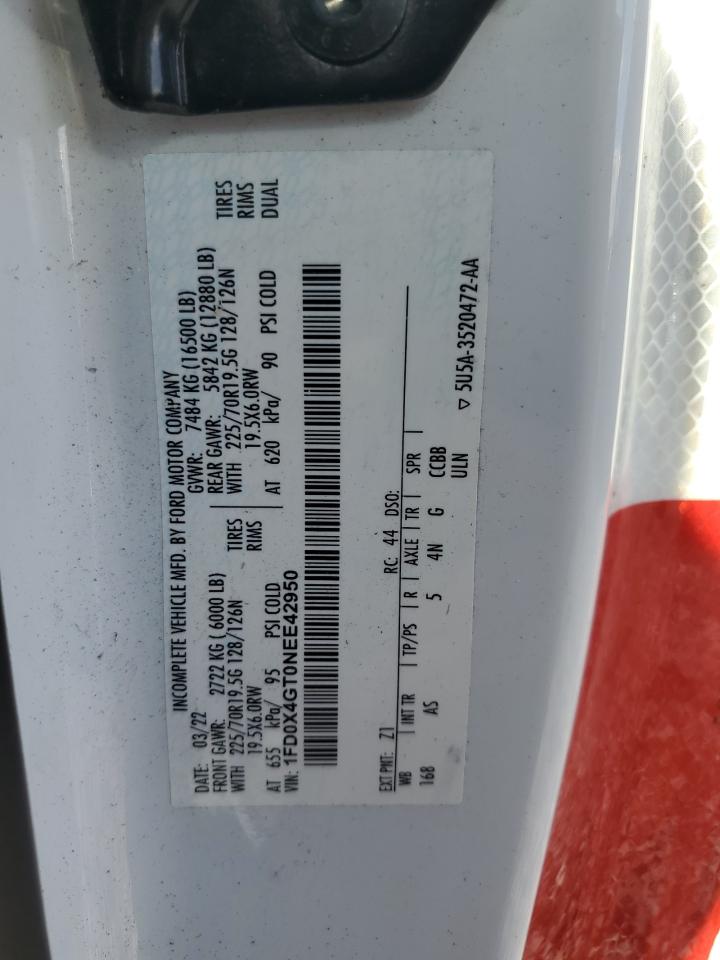 INCOMPLETE VEHICLE MFD. BY FORD MOTOR COMPANY
DATE: 03/22 GVWR: 7484 KG (16500 LB)
FRONT GAWR: 2722 KG ( 6000 LB) REAR GAWR: 5842 KG (12880 LB)
WITH 225/70R19.5G 128/126N TIRES WITH 225/70R19.5G 128/126N TIRES
19.5X6.0RW RIMS 19.5X6.0RW RIMS
AT 655 kPa/ 95 PSI COLD AT 620 kPa/ 90 PSI COLD DUAL
VIN: 1FD0X4GT0NEE42950
EXT PNT: Z1 RC: 44 DSO:
WB INT TR TP/PS R AXLE TR SPR
168 AS 5 4N G CCBB
ULN
▽ 5U5A-3520472-AA